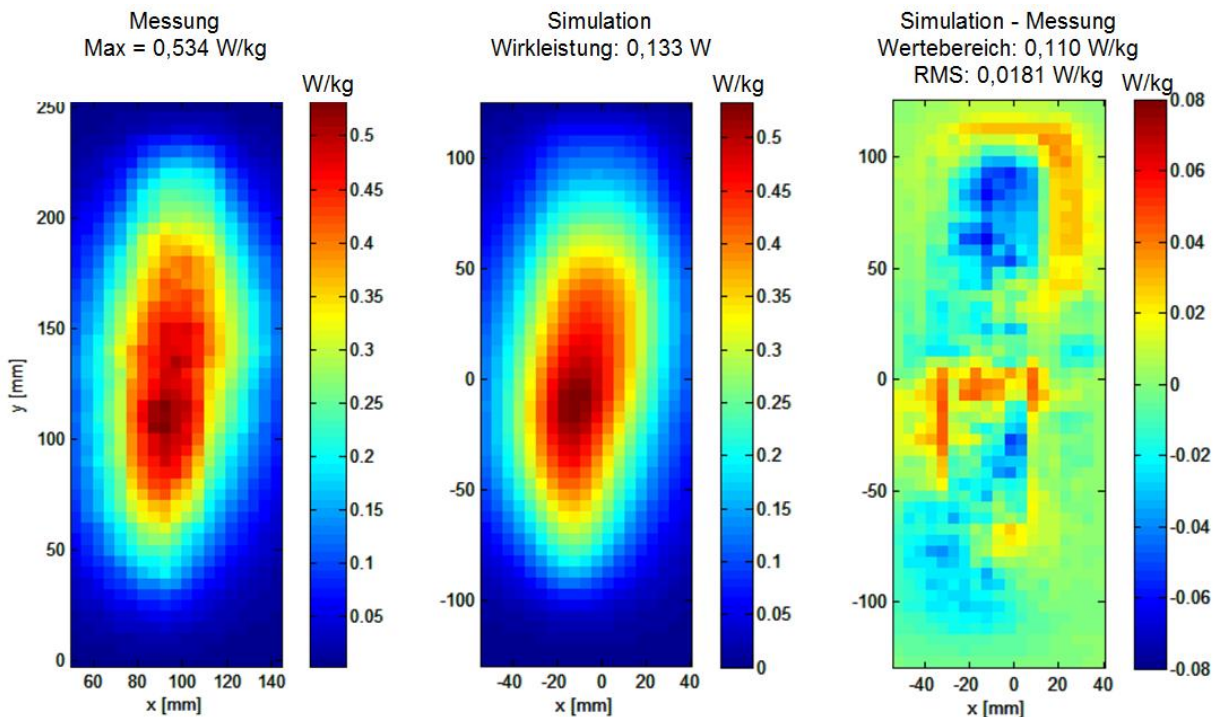 Messung
Max = 0,534 W/kg
W/kg
250
200
150
100
50
0
y [mm]
60 80 100 120 140
x [mm]
0.5
0.45
0.4
0.35
0.3
0.25
0.2
0.15
0.1
0.05
Simulation
Wirkleistung: 0,133 W
W/kg
100
50
0
-50
-100
-40 -20 0 20 40
x [mm]
0.5
0.45
0.4
0.35
0.3
0.25
0.2
0.15
0.1
0.05
0
Simulation - Messung
Wertebereich: 0,110 W/kg
RMS: 0,0181 W/kg
W/kg
100
50
0
-50
-100
-40 -20 0 20 40
x [mm]
0.08
0.06
0.04
0.02
0
-0.02
-0.04
-0.06
-0.08